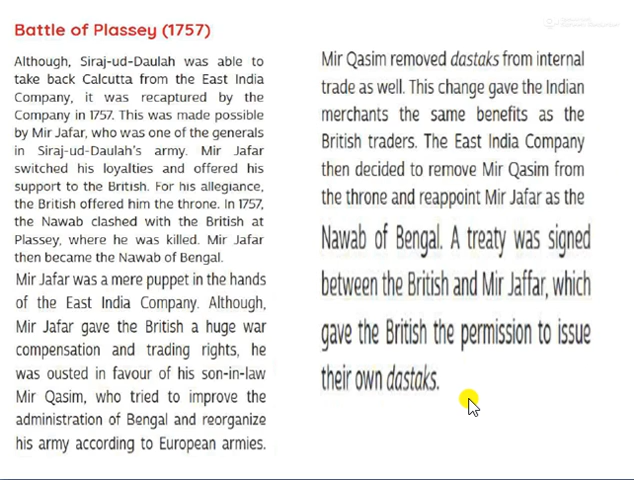 Battle of Plassey (1757)
Although, Siraj-ud-Daulah was able to
take back Calcutta from the East India
Company, it was recaptured by the
Company in 1757. This was made possible
by Mir Jafar, who was one of the generals
in Siraj-ud-Daulah's army. Mir Jafar
switched his loyalties and offered his
support to the British. For his allegiance,
the British offered him the throne. In 1757,
the Nawab clashed with the British at
Plassey, where he was killed. Mir Jafar
then became the Nawab of Bengal.
Mir Jafar was a mere puppet in the hands
of the East India Company. Although,
Mir Jafar gave the British a huge war
compensation and trading rights, he
was ousted in favour of his son-in-law
Mir Qasim, who tried to improve the
administration of Bengal and reorganize
his army according to European armies.
Mir Qasim removed dastaks from internal
trade as well. This change gave the Indian
merchants the same benefits as the
British traders. The East India Company
then decided to remove Mir Qasim from
the throne and reappoint Mir Jafar as the
Nawab of Bengal. A treaty was signed
between the British and Mir Jaffar, which
gave the British the permission to issue
their own dastaks.